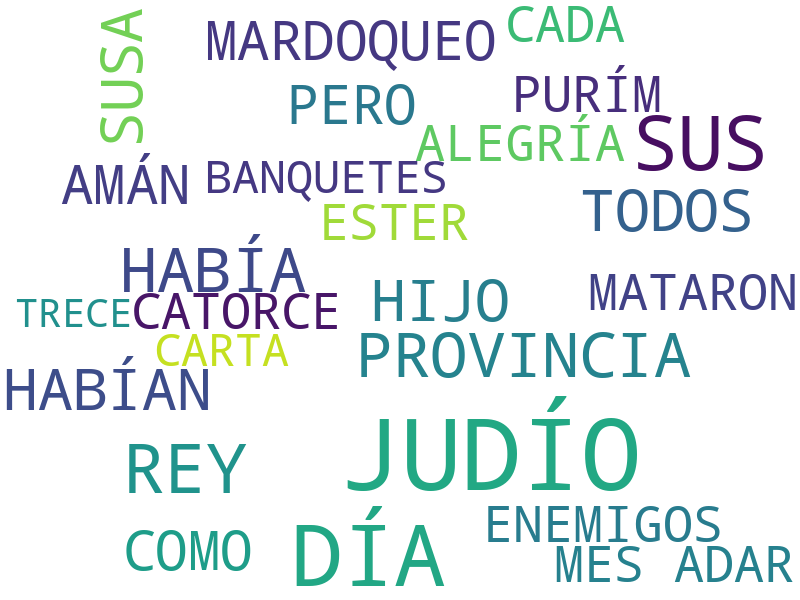 SUSA
MARDOQUEO
CADA
PERO
PURÍM
ALEGRÍA
SUS
AMÁN
BANQUETES
ESTER
TODOS
HABÍA
HIJO
MATARON
TRECE
CATORCE
CARTA
PROVINCIA
HABÍAN
REY
JUDÍO
COMO
DÍA
ENEMIGOS
MES ADAR